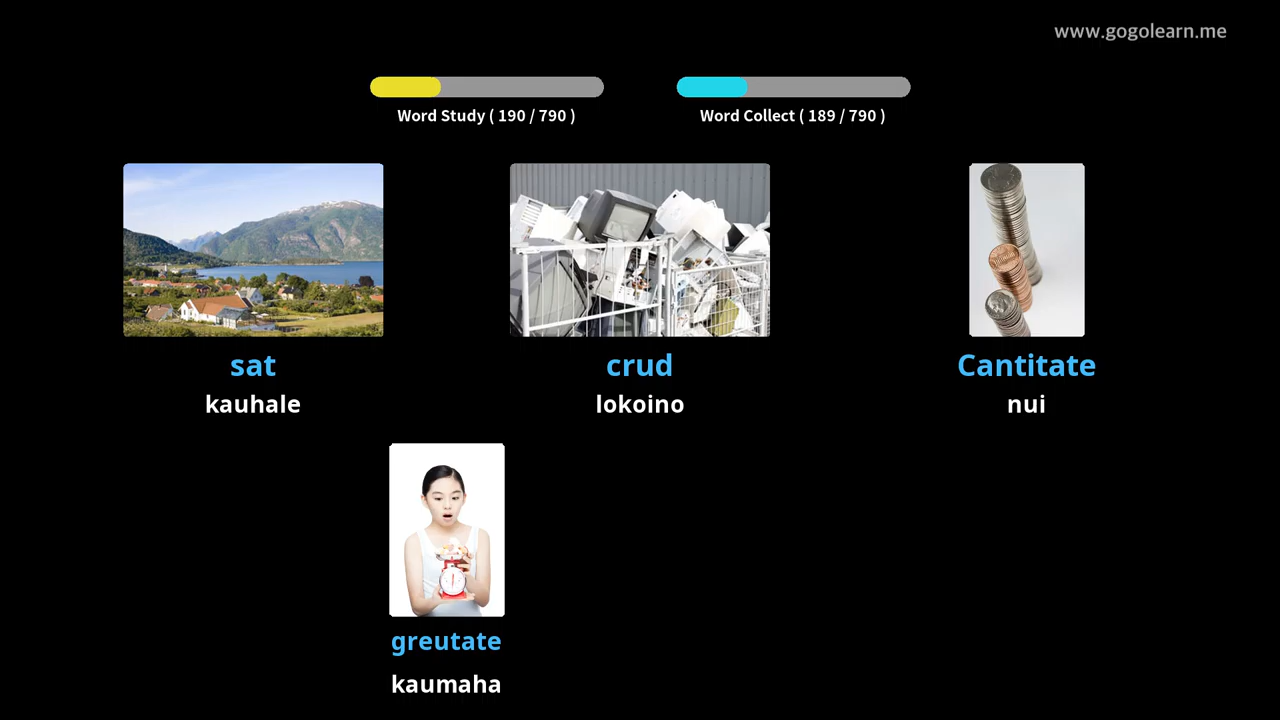 www.gogolearn.me
Word Study ( 190 / 790 )
Word Collect ( 189 / 790 )
sat
kauhale
crud
lokoino
Cantitate
nui
greutate
kaumaha